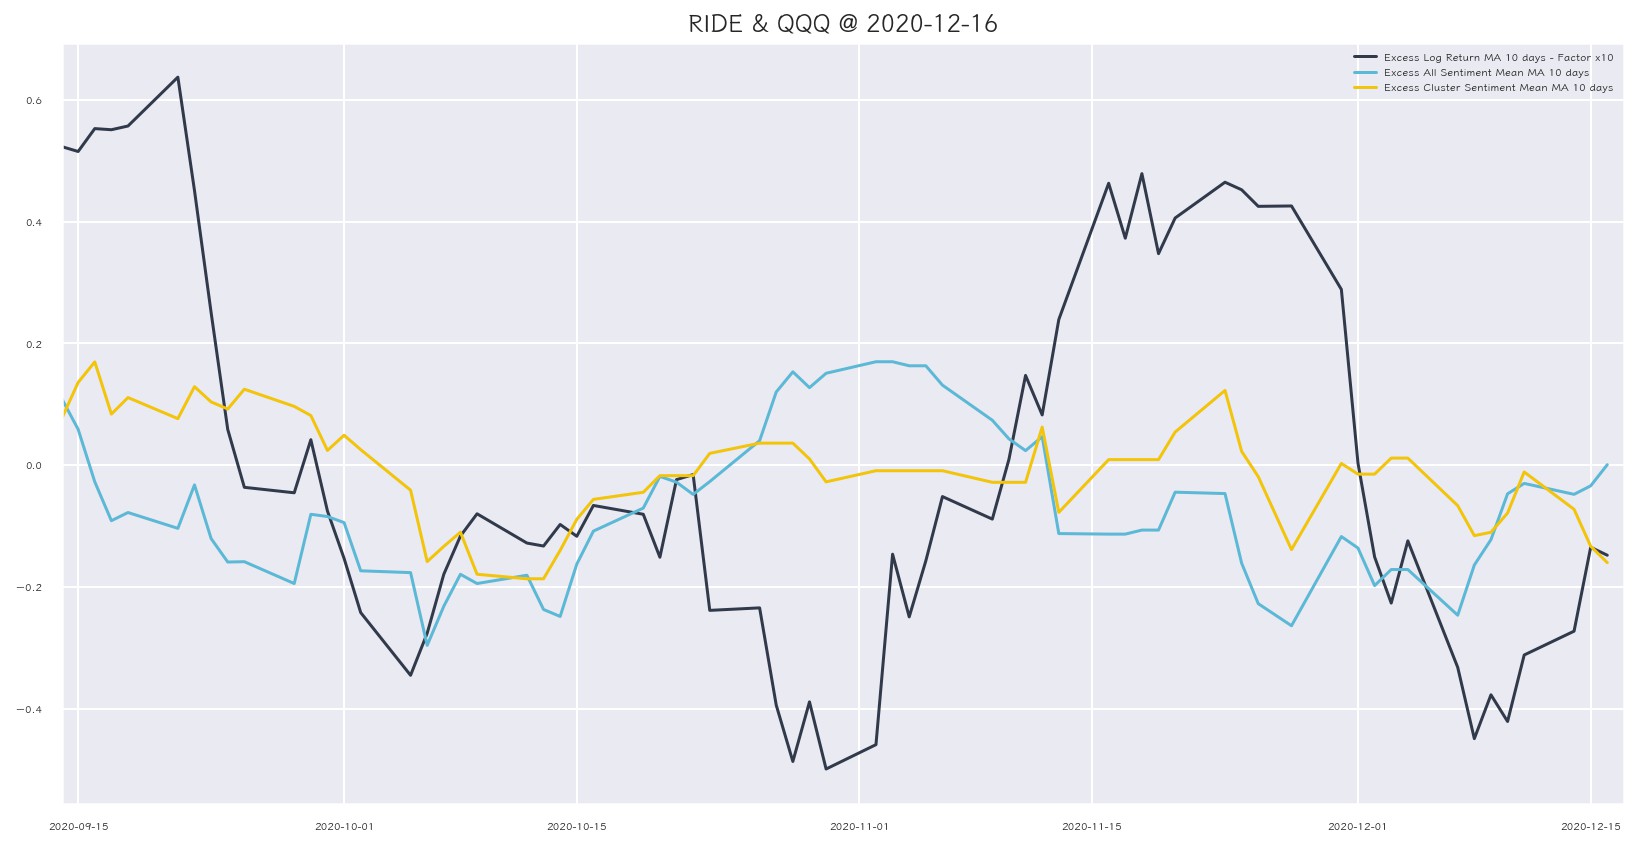 RIDE & QQQ @ 2020-12-16
Excess Log Return MA 10 days - Factor x10
Excess All Sentiment Mean MA 10 days
Excess Cluster Sentiment Mean MA 10 days
0.6
0.4
0.2
0.0
−0.2
−0.4
2020-09-15 2020-10-01 2020-10-15 2020-11-01 2020-11-15 2020-12-01 2020-12-15